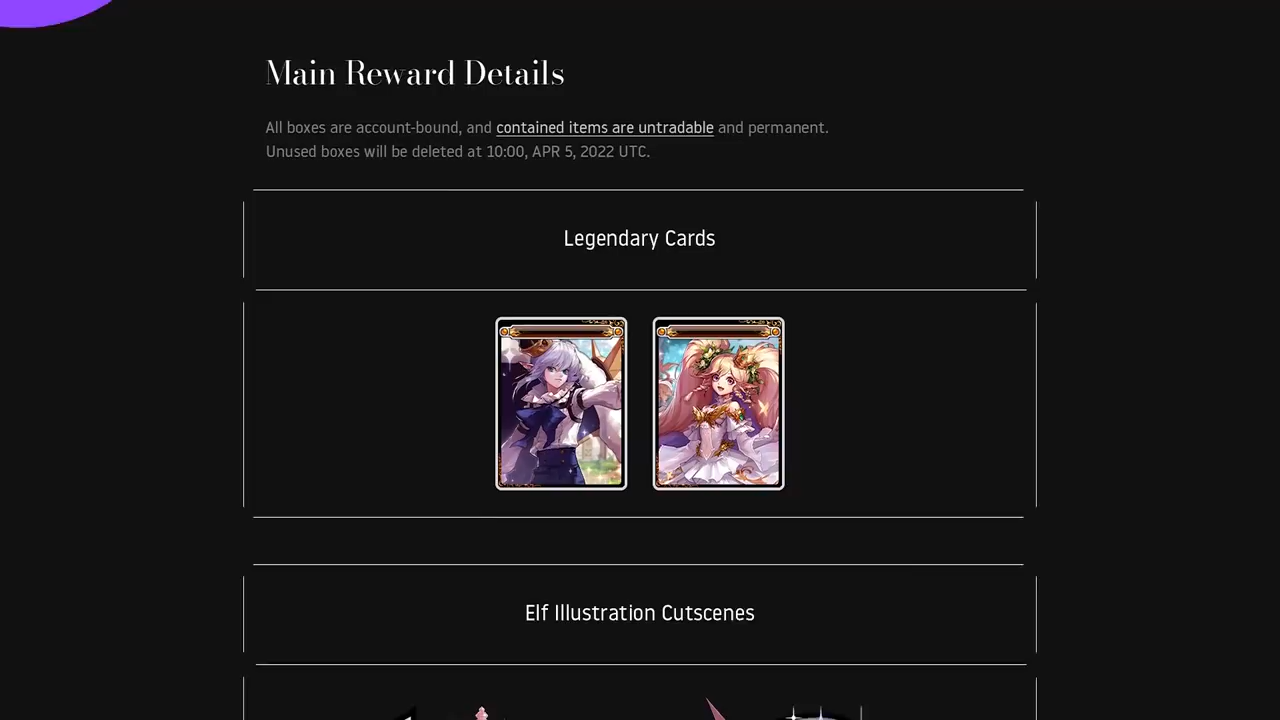 Main Reward Details
All boxes are account-bound, and contained items are untradable and permanent.
Unused boxes will be deleted at 10:00, APR 5, 2022 UTC.
Legendary Cards
Elf Illustration Cutscenes